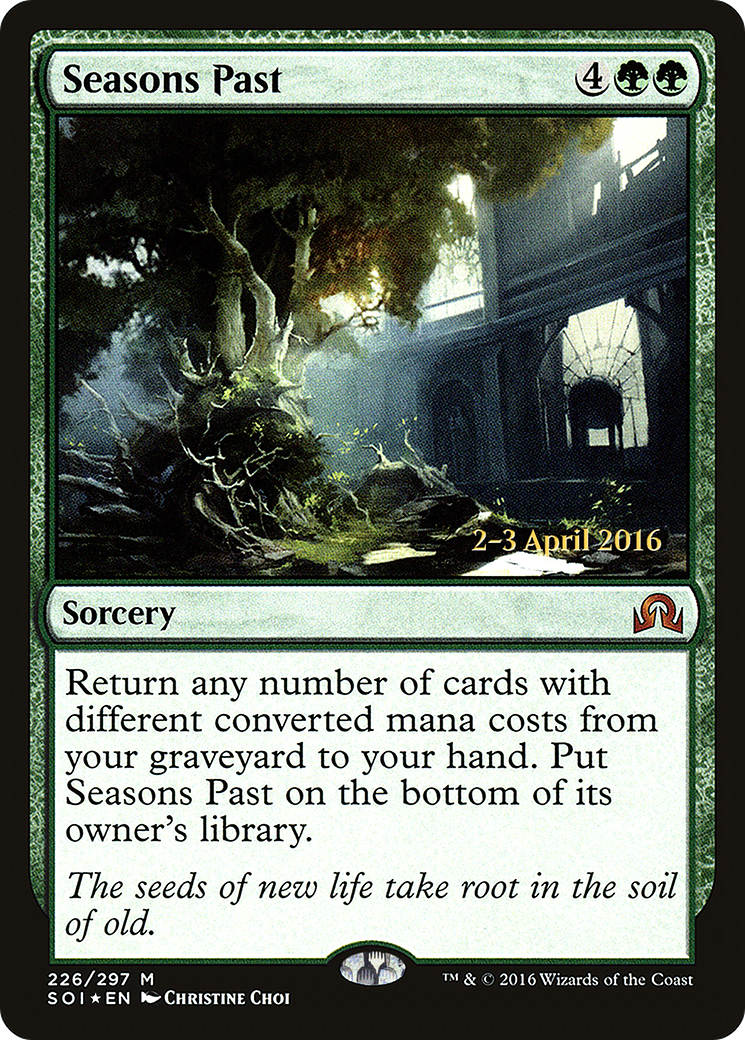 Seasons Past
4
2–3 April 2016
Sorcery
Return any number of cards with
different converted mana costs from
your graveyard to your hand. Put
Seasons Past on the bottom of its
owner's library.
The seeds of new life take root in the soil
of old.
226/297 M
SOI★EN Christine Choi
™ & © 2016 Wizards of the Coast